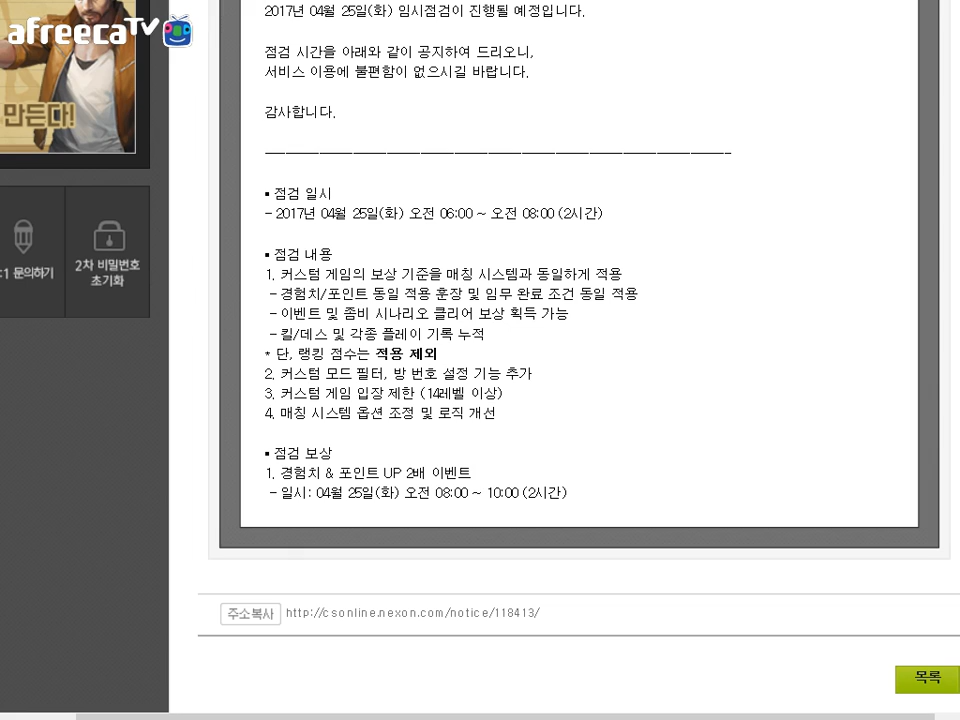 afreecaTV
만든다!
:1 문의하기
2차 비밀번호
초기화
2017년 04월 25일(화) 임시점검이 진행될 예정입니다.
점검 시간을 아래와 같이 공지하여 드리오니,
서비스 이용에 불편함이 없으시길 바랍니다.
감사합니다.
▪ 점검 일시
- 2017년 04월 25일(화) 오전 06:00 ~ 오전 08:00 (2시간)
▪ 점검 내용
1. 커스텀 게임의 보상 기준을 매칭 시스템과 동일하게 적용
- 경험치/포인트 동일 적용 훈장 및 임무 완료 조건 동일 적용
- 이벤트 및 좀비 시나리오 클리어 보상 획득 가능
- 킬/데스 및 각종 플레이 기록 누적
* 단, 랭킹 점수는 적용 제외
2. 커스텀 모드 필터, 방 번호 설정 기능 추가
3. 커스텀 게임 입장 제한 (14레벨 이상)
4. 매칭 시스템 옵션 조정 및 로직 개선
▪ 점검 보상
1. 경험치 & 포인트 UP 2배 이벤트
- 일시: 04월 25일(화) 오전 08:00 ~ 10:00 (2시간)
주소복사 http://csonline.nexon.com/notice/118413/
목록